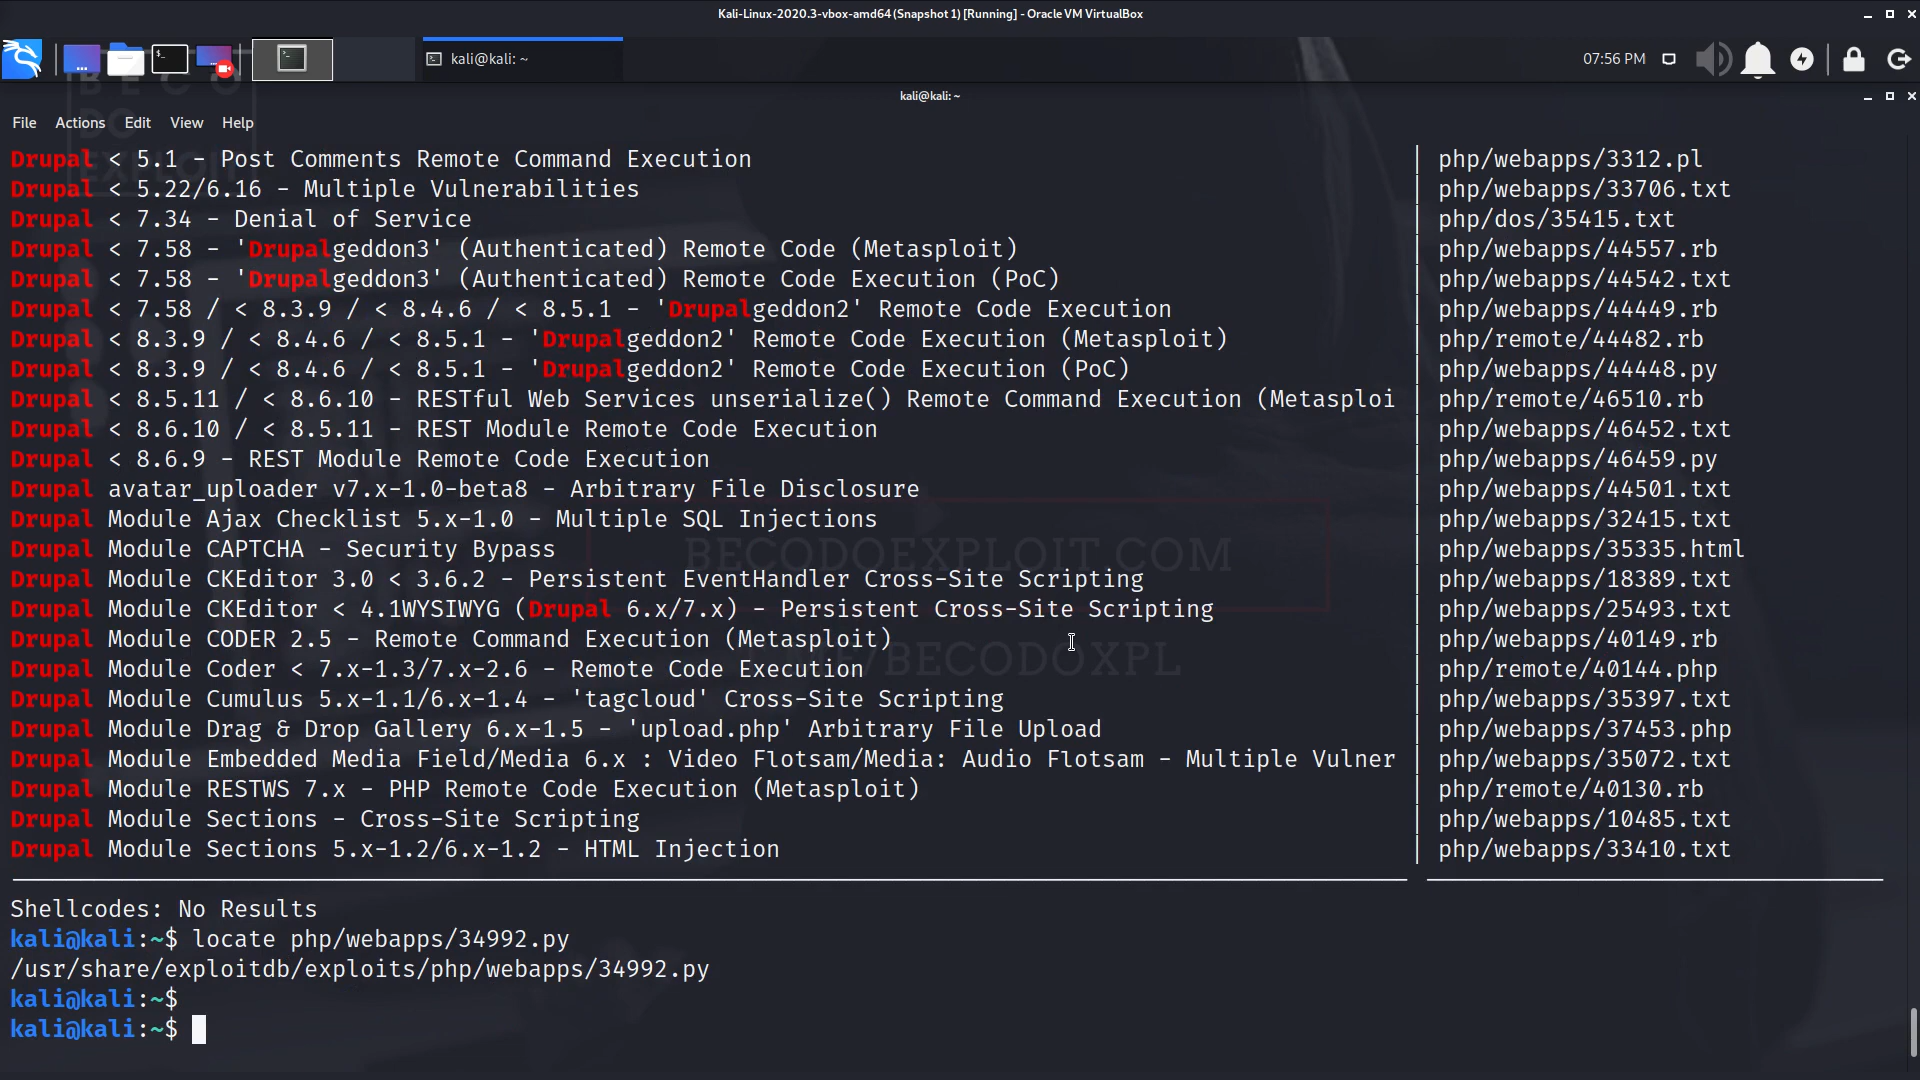 Kali-Linux-2020.3-vbox-amd64 (Snapshot 1) [Running] - Oracle VM VirtualBox
kali@kali: ~
07:56 PM
kali@kali: ~
File Actions Edit View Help
BECO
DO
EXPLOIT
Drupal < 5.1 - Post Comments Remote Command Execution | php/webapps/3312.pl
Drupal < 5.22/6.16 - Multiple Vulnerabilities | php/webapps/33706.txt
Drupal < 7.34 - Denial of Service | php/dos/35415.txt
Drupal < 7.58 - 'Drupalgeddon3' (Authenticated) Remote Code (Metasploit) | php/webapps/44557.rb
Drupal < 7.58 - 'Drupalgeddon3' (Authenticated) Remote Code Execution (PoC) | php/webapps/44542.txt
Drupal < 7.58 / < 8.3.9 / < 8.4.6 / < 8.5.1 - 'Drupalgeddon2' Remote Code Execution | php/webapps/44449.rb
Drupal < 8.3.9 / < 8.4.6 / < 8.5.1 - 'Drupalgeddon2' Remote Code Execution (Metasploit) | php/remote/44482.rb
Drupal < 8.3.9 / < 8.4.6 / < 8.5.1 - 'Drupalgeddon2' Remote Code Execution (PoC) | php/webapps/44448.py
Drupal < 8.5.11 / < 8.6.10 - RESTful Web Services unserialize() Remote Command Execution (Metasploi | php/remote/46510.rb
Drupal < 8.6.10 / < 8.5.11 - REST Module Remote Code Execution | php/webapps/46452.txt
Drupal < 8.6.9 - REST Module Remote Code Execution | php/webapps/46459.py
Drupal avatar_uploader v7.x-1.0-beta8 - Arbitrary File Disclosure | php/webapps/44501.txt
Drupal Module Ajax Checklist 5.x-1.0 - Multiple SQL Injections | php/webapps/32415.txt
Drupal Module CAPTCHA - Security Bypass | php/webapps/35335.html
BECODOEXPLOIT.COM
Drupal Module CKEditor 3.0 < 3.6.2 - Persistent EventHandler Cross-Site Scripting | php/webapps/18389.txt
Drupal Module CKEditor < 4.1WYSIWYG (Drupal 6.x/7.x) - Persistent Cross-Site Scripting | php/webapps/25493.txt
Drupal Module CODER 2.5 - Remote Command Execution (Metasploit) | php/webapps/40149.rb
/BECODOXPL
Drupal Module Coder < 7.x-1.3/7.x-2.6 - Remote Code Execution | php/remote/40144.php
Drupal Module Cumulus 5.x-1.1/6.x-1.4 - 'tagcloud' Cross-Site Scripting | php/webapps/35397.txt
Drupal Module Drag & Drop Gallery 6.x-1.5 - 'upload.php' Arbitrary File Upload | php/webapps/37453.php
Drupal Module Embedded Media Field/Media 6.x : Video Flotsam/Media: Audio Flotsam - Multiple Vulner | php/webapps/35072.txt
Drupal Module RESTWS 7.x - PHP Remote Code Execution (Metasploit) | php/remote/40130.rb
Drupal Module Sections - Cross-Site Scripting | php/webapps/10485.txt
Drupal Module Sections 5.x-1.2/6.x-1.2 - HTML Injection | php/webapps/33410.txt
Shellcodes: No Results
kali@kali:~$ locate php/webapps/34992.py
/usr/share/exploitdb/exploits/php/webapps/34992.py
kali@kali:~$
kali@kali:~$